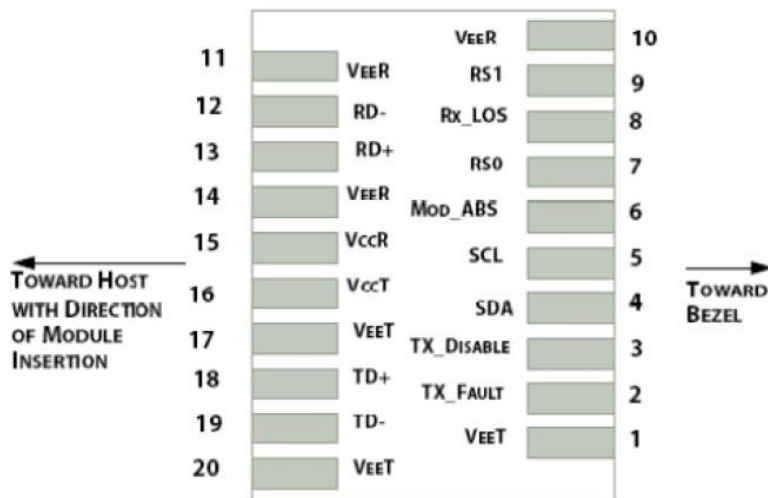 11 VEER
12 RD-
13 RD+
14 VEER
15 VCCR
16 VCCT
17 VEET
18 TD+
19 TD-
20 VEET
VEER 10
RS1 9
RX_LOS 8
RS0 7
MOD_ABS 6
SCL 5
SDA 4
TX_DISABLE 3
TX_FAULT 2
VEET 1
TOWARD HOST
WITH DIRECTION
OF MODULE
INSERTION
TOWARD
BEZEL